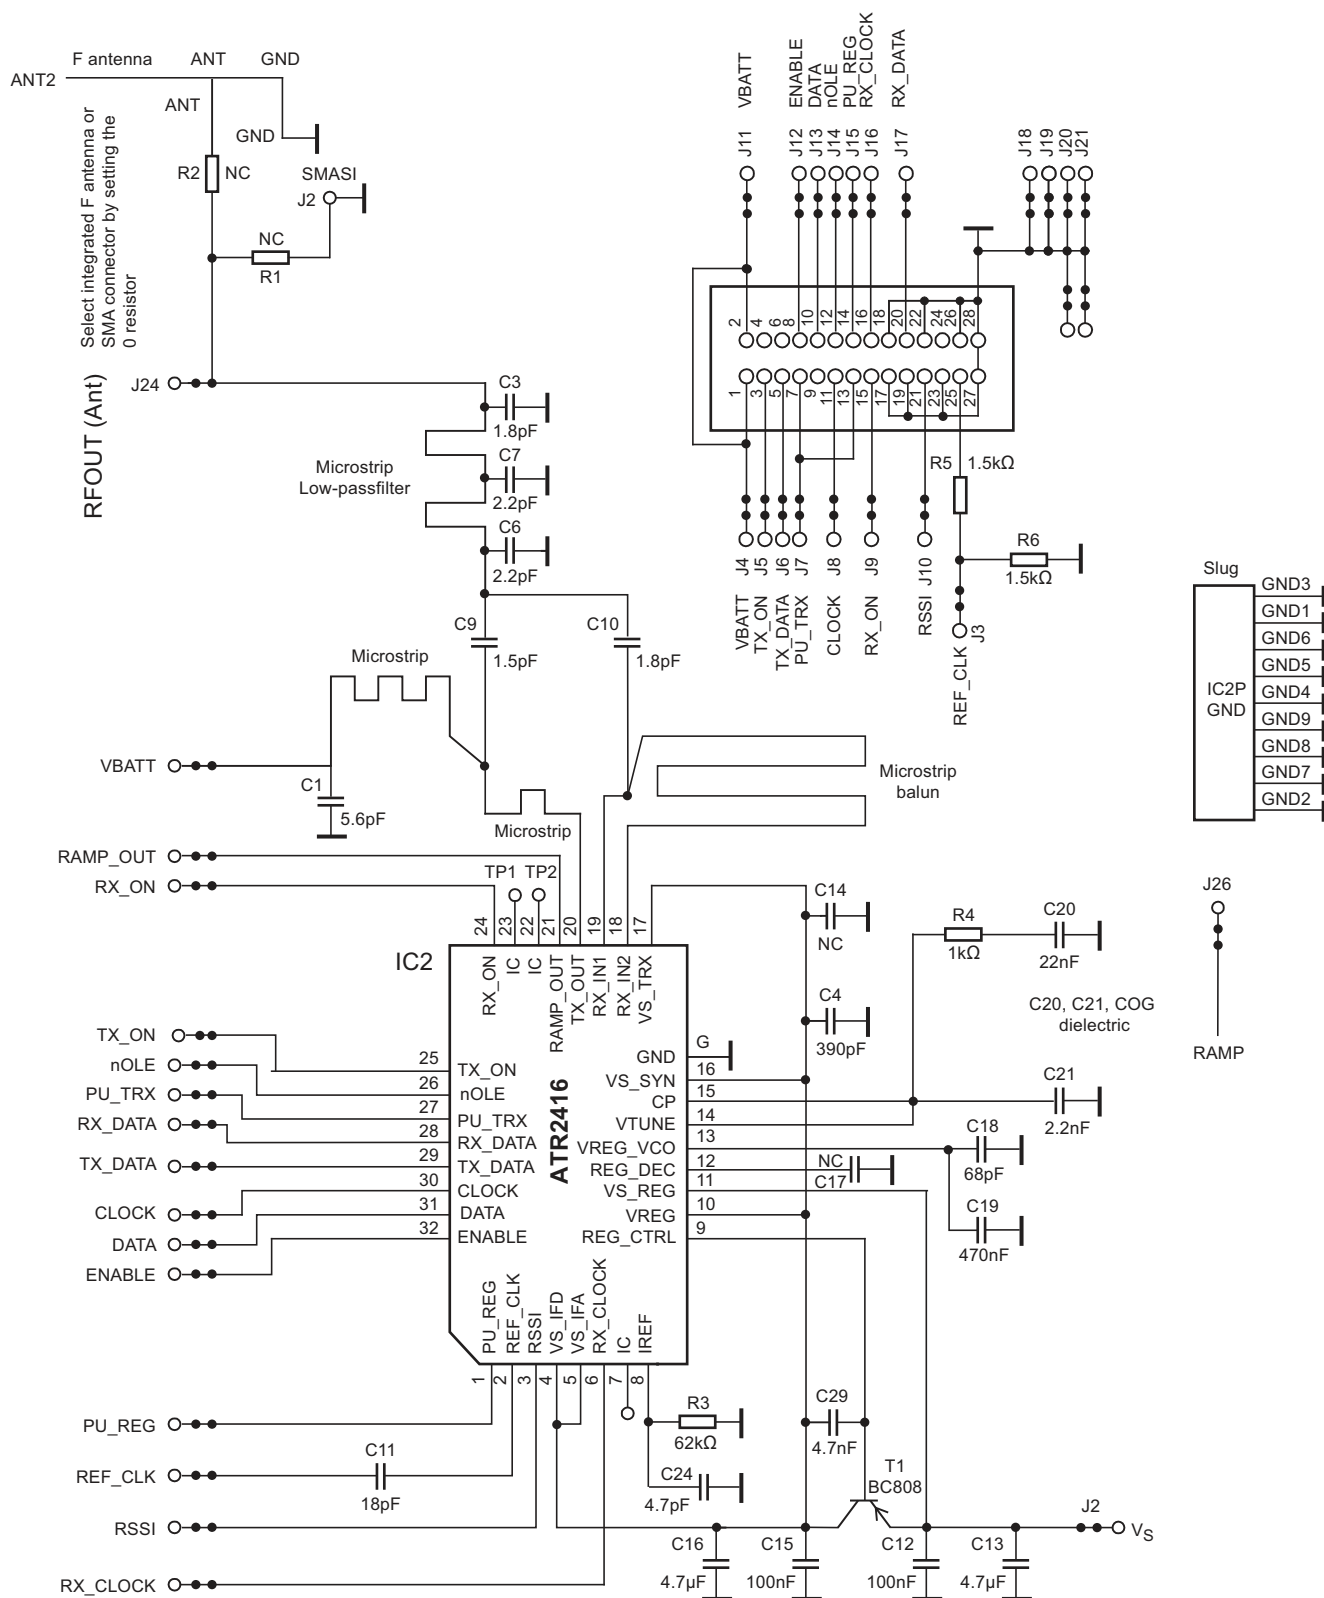 F antenna ANT GND
ANT2
ANT
GND
Select integrated F antenna or
SMA connector by setting the
0 resistor
R2 NC
SMASI
J2
NC
R1
RFOUT (Ant)
J24
C3
1.8pF
Microstrip
Low-passfilter
C7
2.2pF
C6
2.2pF
C9
1.5pF
C10
1.8pF
Microstrip
VBATT
C1
5.6pF
Microstrip
Microstrip
balun
VBATT
ENABLE
DATA
nOLE
PU_REG
RX_CLOCK
RX_DATA
J11
J12
J13
J14
J15
J16
J17
J18
J19
J20
J21
2
4
6
8
10
12
14
16
18
20
22
24
26
28
1
3
5
7
9
11
13
15
17
19
21
23
25
27
R5 1.5kΩ
R6
1.5kΩ
J4
J5
J6
J7
J8
J9
J10
J3
VBATT
TX_ON
TX_DATA
PU_TRX
CLOCK
RX_ON
RSSI
REF_CLK
Slug
IC2P
GND
GND3
GND1
GND6
GND5
GND4
GND9
GND8
GND7
GND2
J26
RAMP
RAMP_OUT
RX_ON
TP1 TP2
24
23
22
21
20
19
18
17
IC2
RX_ON
IC
IC
RAMP_OUT
TX_OUT
RX_IN1
RX_IN2
VS_TRX
C14
NC
C4
390pF
R4
1kΩ
C20
22nF
C20, C21, COG
dielectric
C21
2.2nF
TX_ON
nOLE
PU_TRX
RX_DATA
TX_DATA
CLOCK
DATA
ENABLE
25 TX_ON
26 nOLE
27 PU_TRX
28 RX_DATA
29 TX_DATA
30 CLOCK
31 DATA
32 ENABLE
ATR2416
GND G
VS_SYN 16
CP 15
VTUNE 14
VREG_VCO 13
REG_DEC 12
VS_REG 11
VREG 10
REG_CTRL 9
NC
C17
C18
68pF
C19
470nF
PU_REG
REF_CLK
RSSI
VS_IFD
VS_IFA
RX_CLOCK
IC
IREF
1
2
3
4
5
6
7
8
PU_REG
REF_CLK
C11
18pF
RSSI
RX_CLOCK
R3
62kΩ
C24
4.7pF
C29
4.7nF
T1
BC808
J2
VS
C16
4.7µF
C15
100nF
C12
100nF
C13
4.7µF